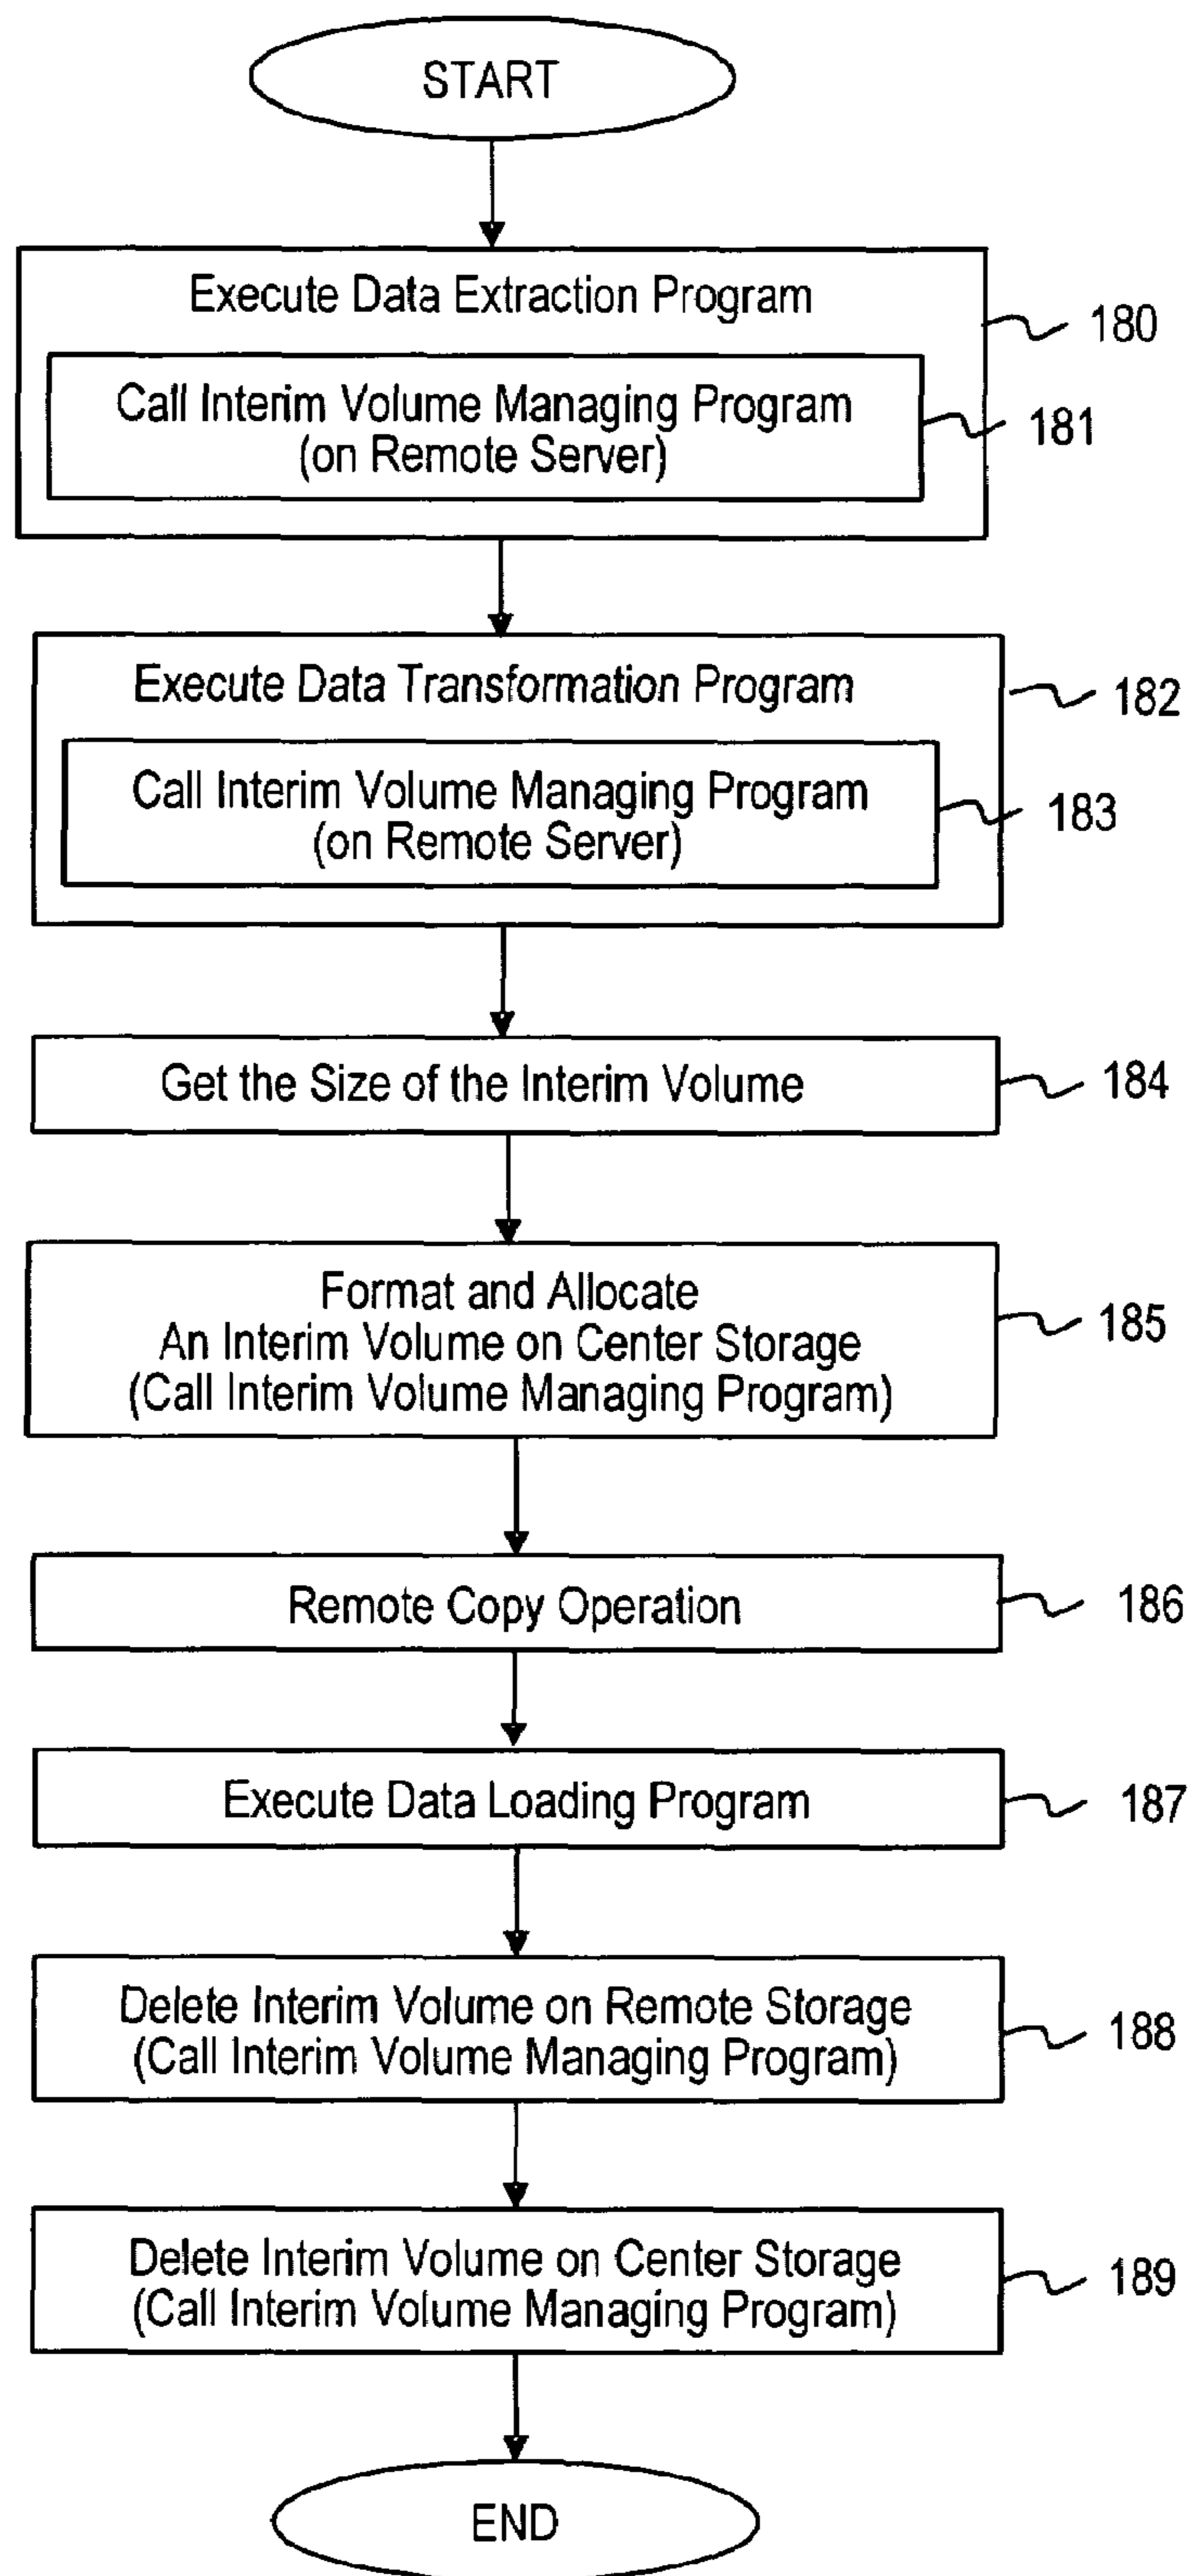 START
Execute Data Extraction Program
180
Call Interim Volume Managing Program
(on Remote Server)
181
Execute Data Transformation Program
182
Call Interim Volume Managing Program
(on Remote Server)
183
Get the Size of the Interim Volume
184
Format and Allocate
An Interim Volume on Center Storage
(Call Interim Volume Managing Program)
185
Remote Copy Operation
186
Execute Data Loading Program
187
Delete Interim Volume on Remote Storage
(Call Interim Volume Managing Program)
188
Delete Interim Volume on Center Storage
(Call Interim Volume Managing Program)
189
END